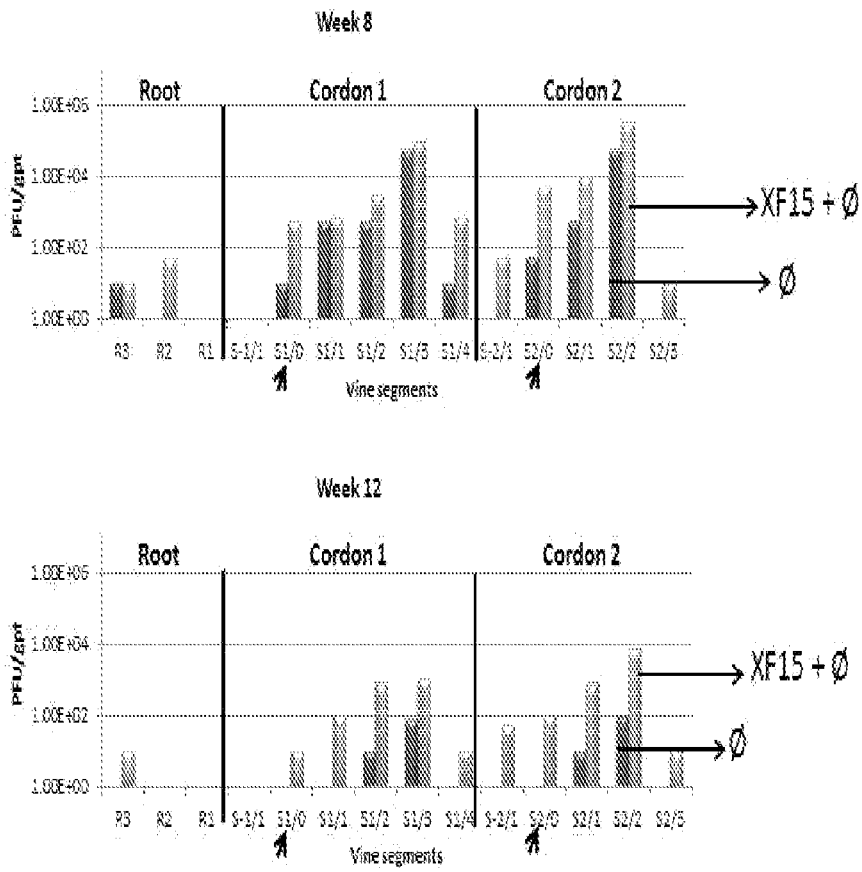 Week 8
Root Cordon 1 Cordon 2
1.00E+06
1.00E+04
1.00E+02
1.00E+00
PFU/gpt
XF15 + Ø
Ø
R3 R2 R1 S-1/1 S1/0 S1/1 S1/2 S1/3 S1/4 S-2/1 S2/0 S2/1 S2/2 S2/3
Vine segments
Week 12
Root Cordon 1 Cordon 2
1.00E+06
1.00E+04
1.00E+02
1.00E+00
PFU/gpt
XF15 + Ø
Ø
R3 R2 R1 S-1/1 S1/0 S1/1 S1/2 S1/3 S1/4 S-2/1 S2/0 S2/1 S2/2 S2/3
Vine segments